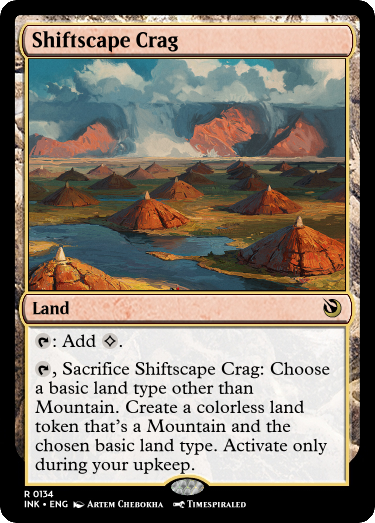 Shiftscape Crag
Land
: Add .
, Sacrifice Shiftscape Crag: Choose
a basic land type other than
Mountain. Create a colorless land
token that's a Mountain and the
chosen basic land type. Activate only
during your upkeep.
R 0134
INK • ENG Artem Chebokha Timespiraled